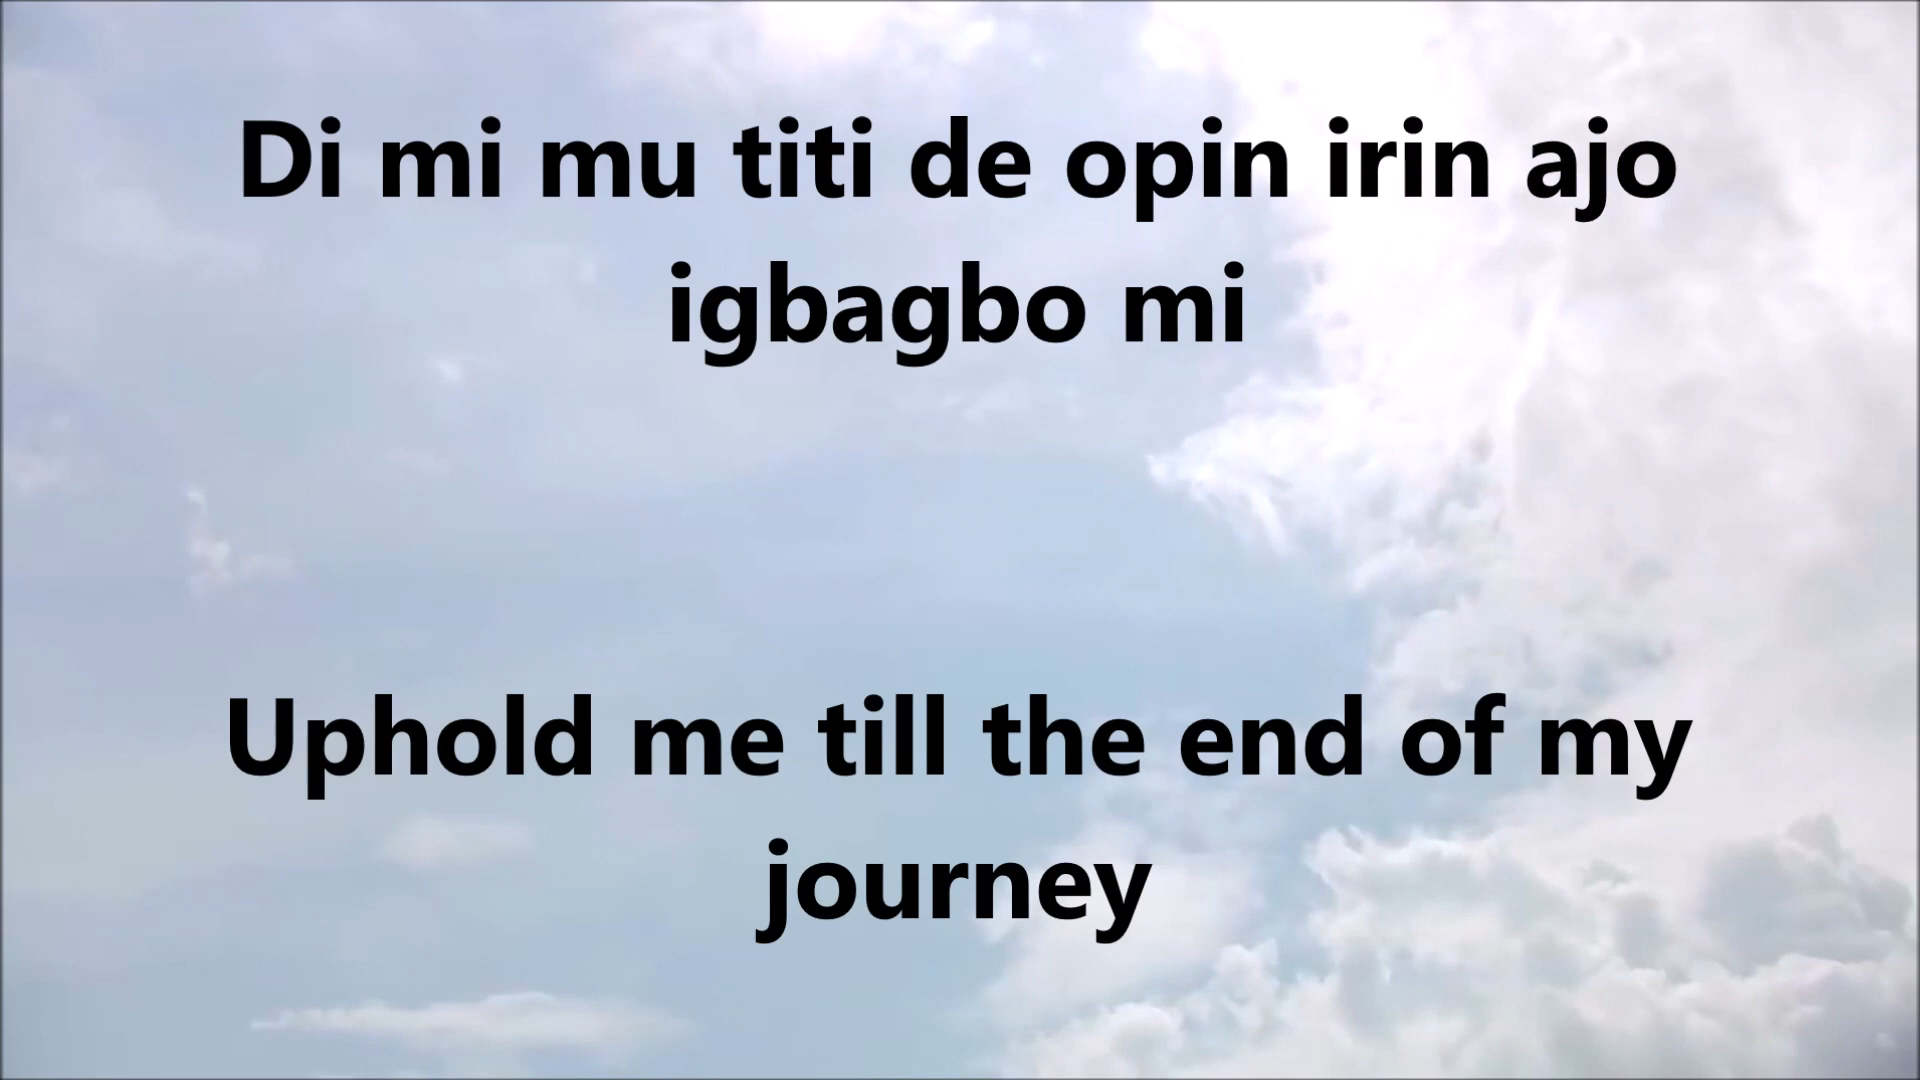 Di mi mu titi de opin irin ajo
igbagbo mi
Uphold me till the end of my
journey